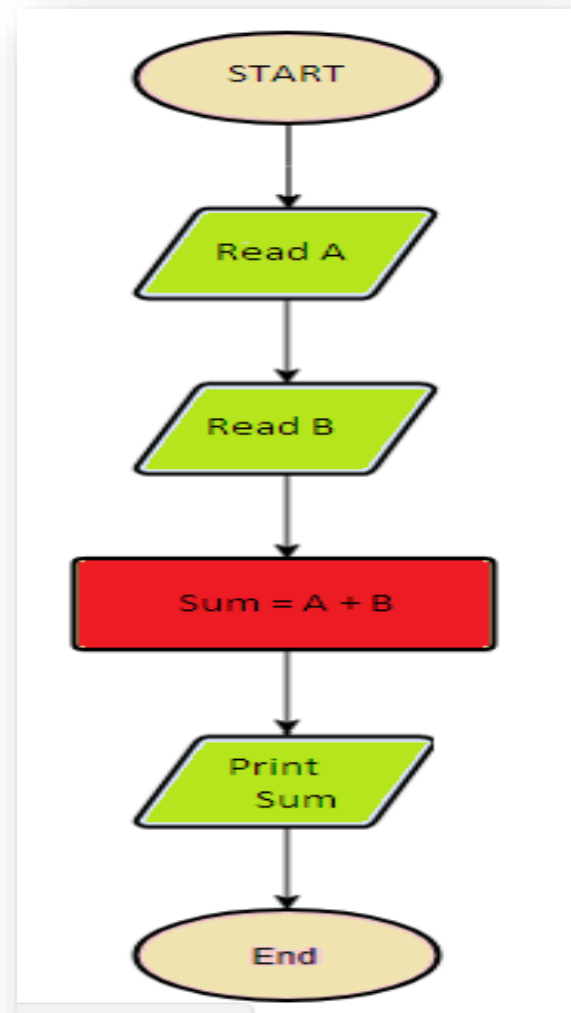 START
Read A
Read B
Sum = A + B
Print
Sum
End